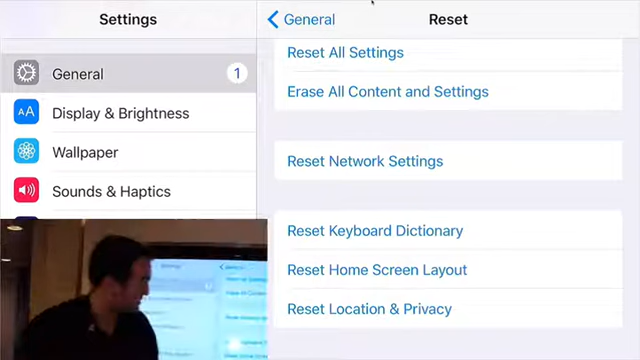 Settings
General
1
Display & Brightness
AA
Wallpaper
Sounds & Haptics
General
Reset
Reset All Settings
Erase All Content and Settings
Reset Network Settings
Reset Keyboard Dictionary
Reset Home Screen Layout
Reset Location & Privacy